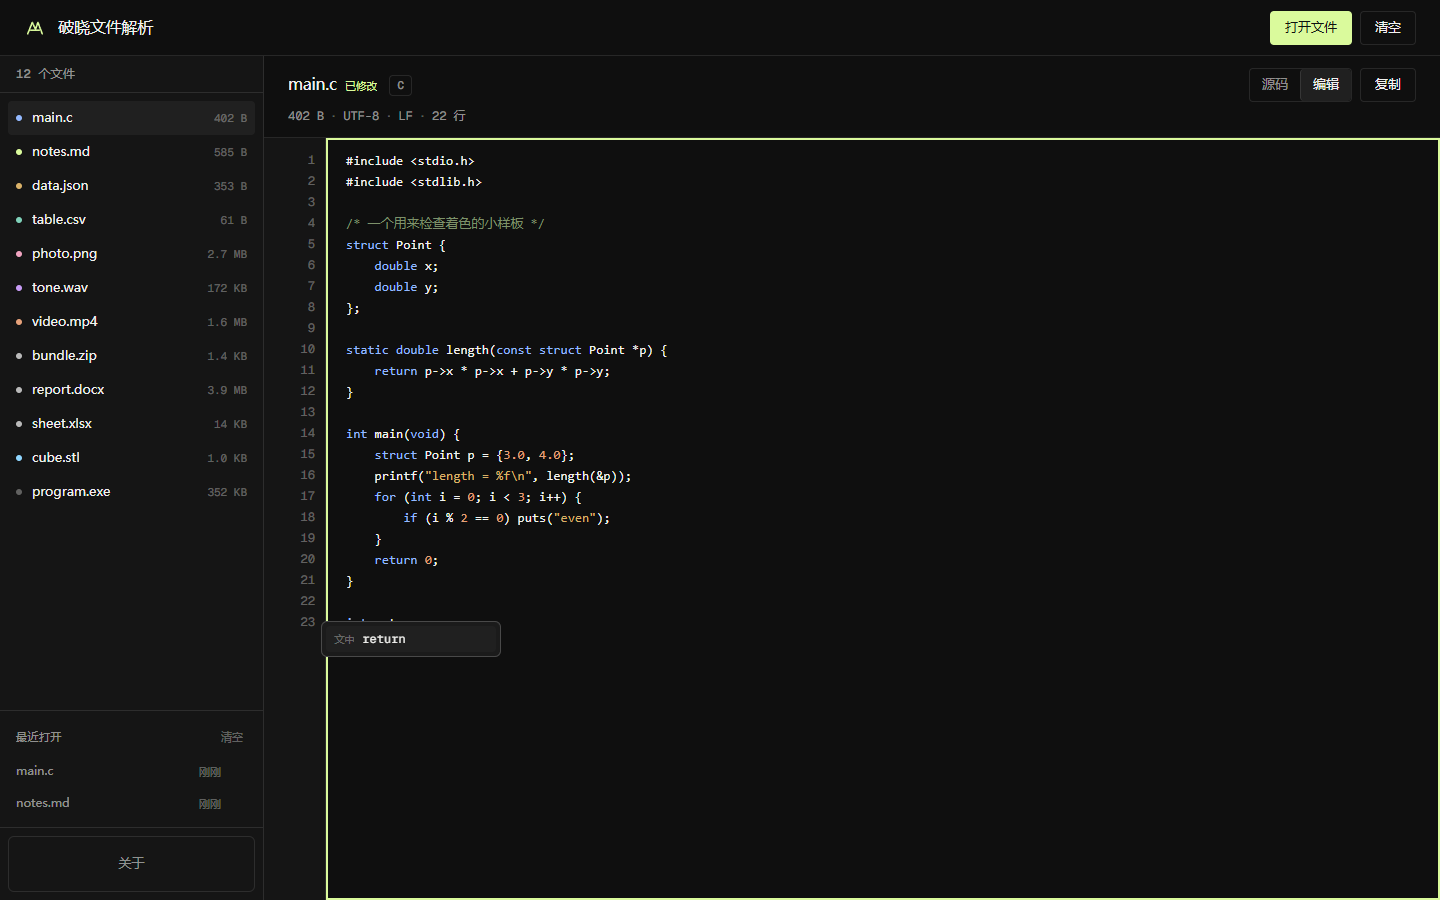 破晓文件解析
打开文件
清空
12 个文件
main.c 402 B
notes.md 585 B
data.json 353 B
table.csv 61 B
photo.png 2.7 MB
tone.wav 172 KB
video.mp4 1.6 MB
bundle.zip 1.4 KB
report.docx 3.9 MB
sheet.xlsx 14 KB
cube.stl 1.0 KB
program.exe 352 KB
最近打开 清空
main.c 刚刚
notes.md 刚刚
关于
main.c 已修改 C
402 B · UTF-8 · LF · 22 行
源码 编辑 复制
1 #include <stdio.h>
2 #include <stdlib.h>
3
4 /* 一个用来检查着色的小样板 */
5 struct Point {
6     double x;
7     double y;
8 };
9
10 static double length(const struct Point *p) {
11     return p->x * p->x + p->y * p->y;
12 }
13
14 int main(void) {
15     struct Point p = {3.0, 4.0};
16     printf("length = %f\n", length(&p));
17     for (int i = 0; i < 3; i++) {
18         if (i % 2 == 0) puts("even");
19     }
20     return 0;
21 }
22
23
文中 return